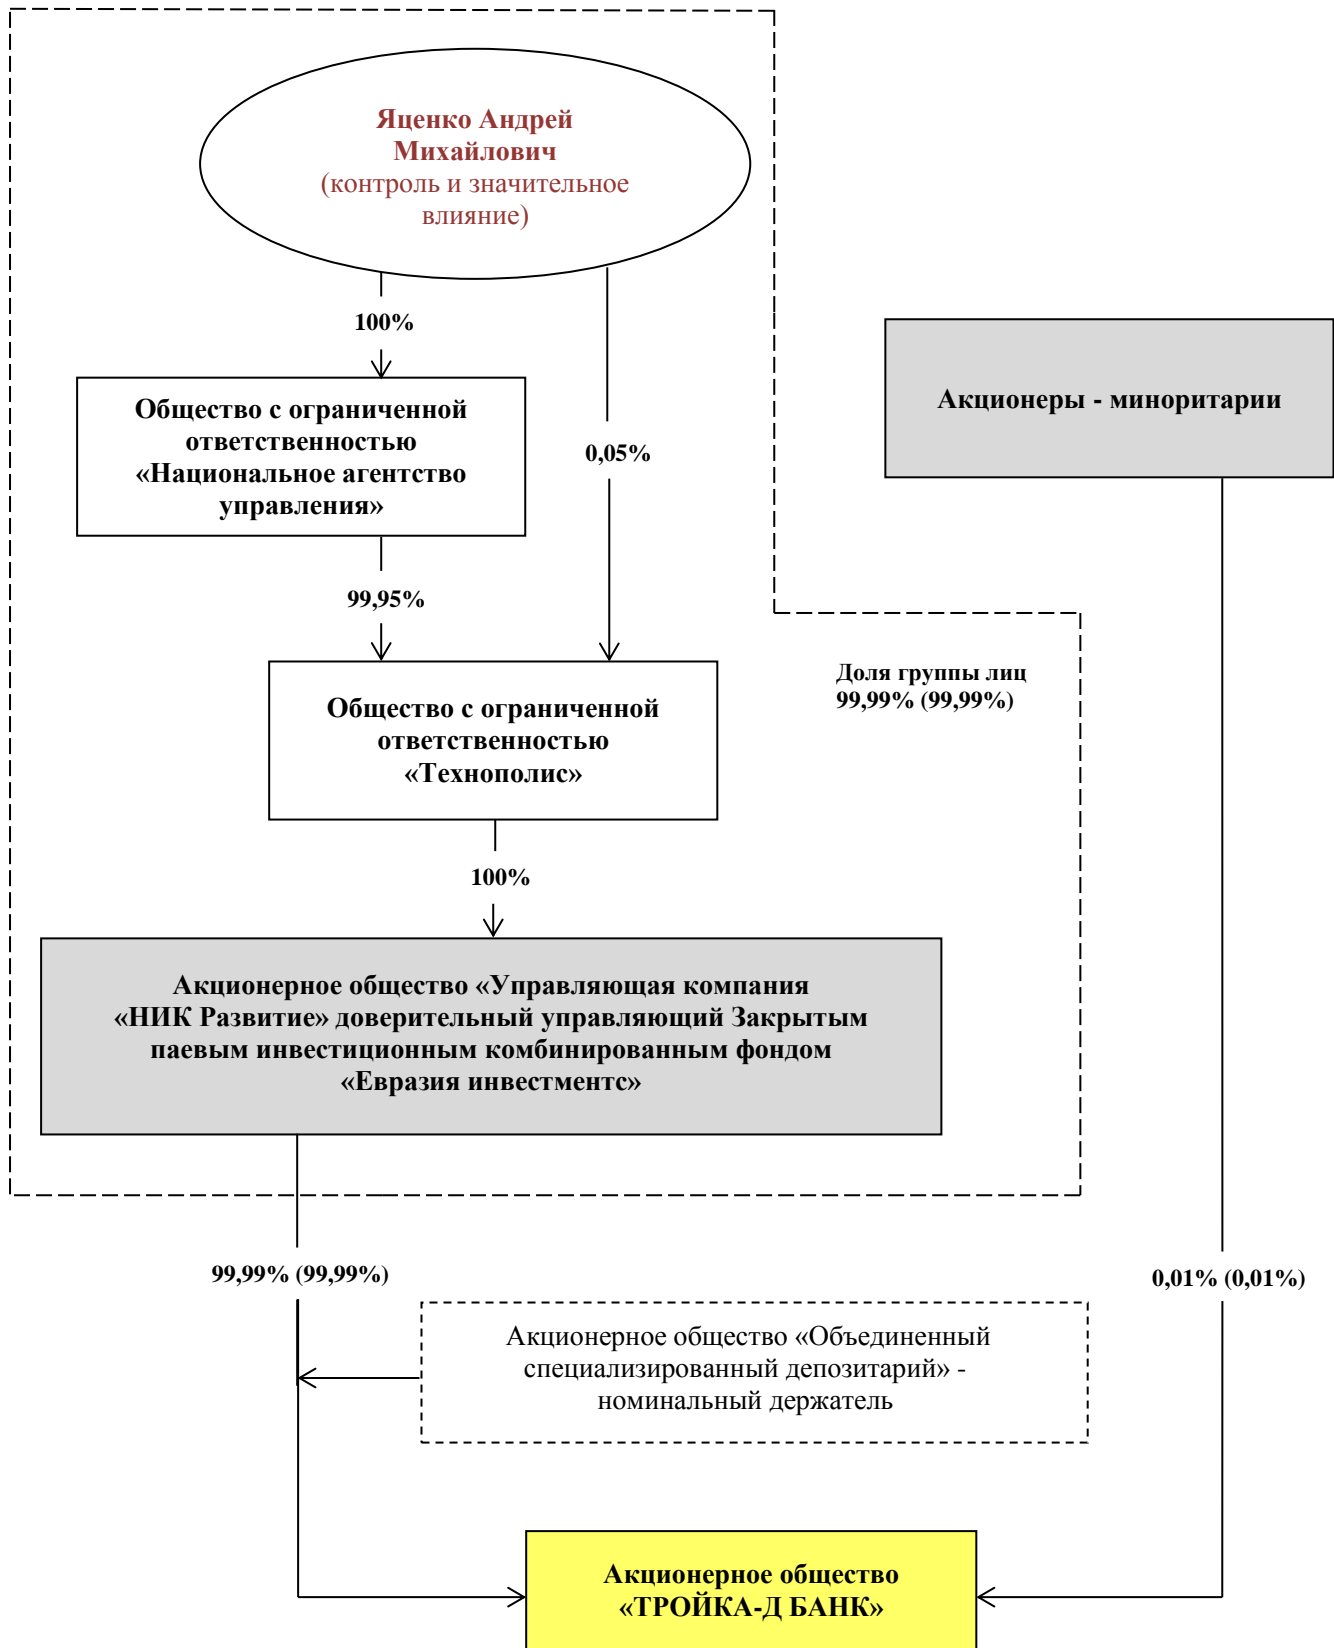 Яценко Андрей
Михайлович
(контроль и значительное
влияние)
100%
Акционеры - миноритарии
Общество с ограниченной
ответственностью
«Национальное агентство
управления»
0,05%
99,95%
Доля группы лиц
99,99% (99,99%)
Общество с ограниченной
ответственностью
«Технополис»
100%
Акционерное общество «Управляющая компания
«НИК Развитие» доверительный управляющий Закрытым
паевым инвестиционным комбинированным фондом
«Евразия инвестментс»
99,99% (99,99%)
0,01% (0,01%)
Акционерное общество «Объединенный
специализированный депозитарий» -
номинальный держатель
Акционерное общество
«ТРОЙКА-Д БАНК»